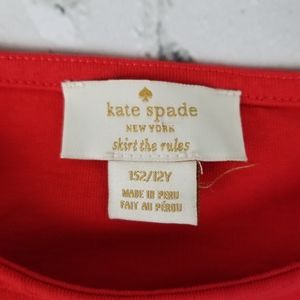 kate spade
NEW YORK
skirt the rules
152/12Y
MADE IN PERU
FAIT AU PÉROU